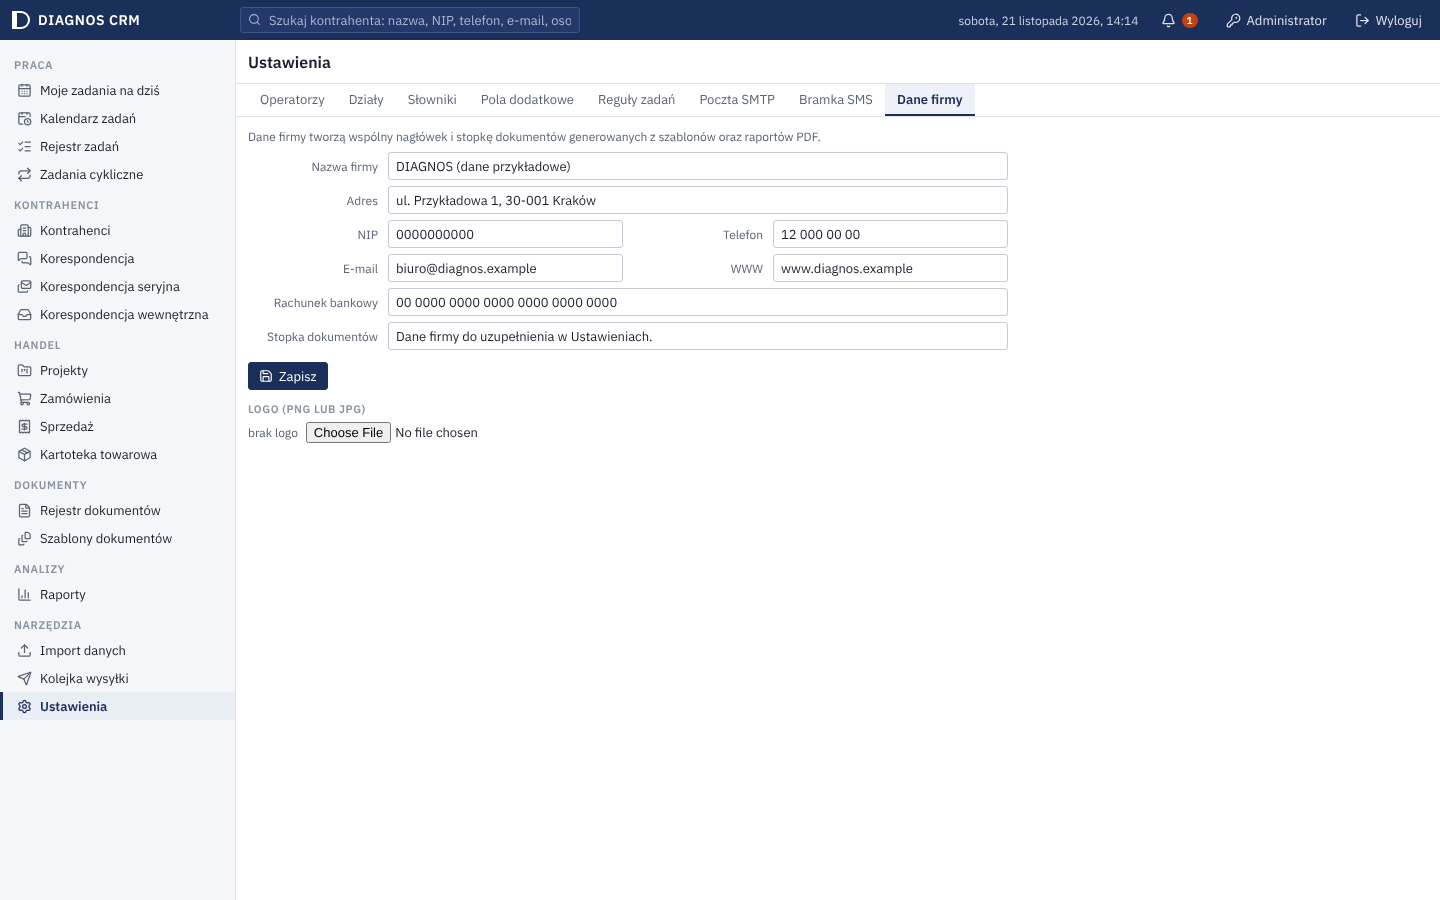 DIAGNOS CRM
Szukaj kontrahenta: nazwa, NIP, telefon, e-mail, oso
sobota, 21 listopada 2026, 14:14
1
Administrator
Wyloguj
PRACA
Moje zadania na dziś
Kalendarz zadań
Rejestr zadań
Zadania cykliczne
KONTRAHENCI
Kontrahenci
Korespondencja
Korespondencja seryjna
Korespondencja wewnętrzna
HANDEL
Projekty
Zamówienia
Sprzedaż
Kartoteka towarowa
DOKUMENTY
Rejestr dokumentów
Szablony dokumentów
ANALIZY
Raporty
NARZĘDZIA
Import danych
Kolejka wysyłki
Ustawienia
Ustawienia
Operatorzy
Działy
Słowniki
Pola dodatkowe
Reguły zadań
Poczta SMTP
Bramka SMS
Dane firmy
Dane firmy tworzą wspólny nagłówek i stopkę dokumentów generowanych z szablonów oraz raportów PDF.
Nazwa firmy DIAGNOS (dane przykładowe)
Adres ul. Przykładowa 1, 30-001 Kraków
NIP 0000000000 Telefon 12 000 00 00
E-mail biuro@diagnos.example WWW www.diagnos.example
Rachunek bankowy 00 0000 0000 0000 0000 0000 0000
Stopka dokumentów Dane firmy do uzupełnienia w Ustawieniach.
Zapisz
LOGO (PNG LUB JPG)
brak logo Choose File No file chosen